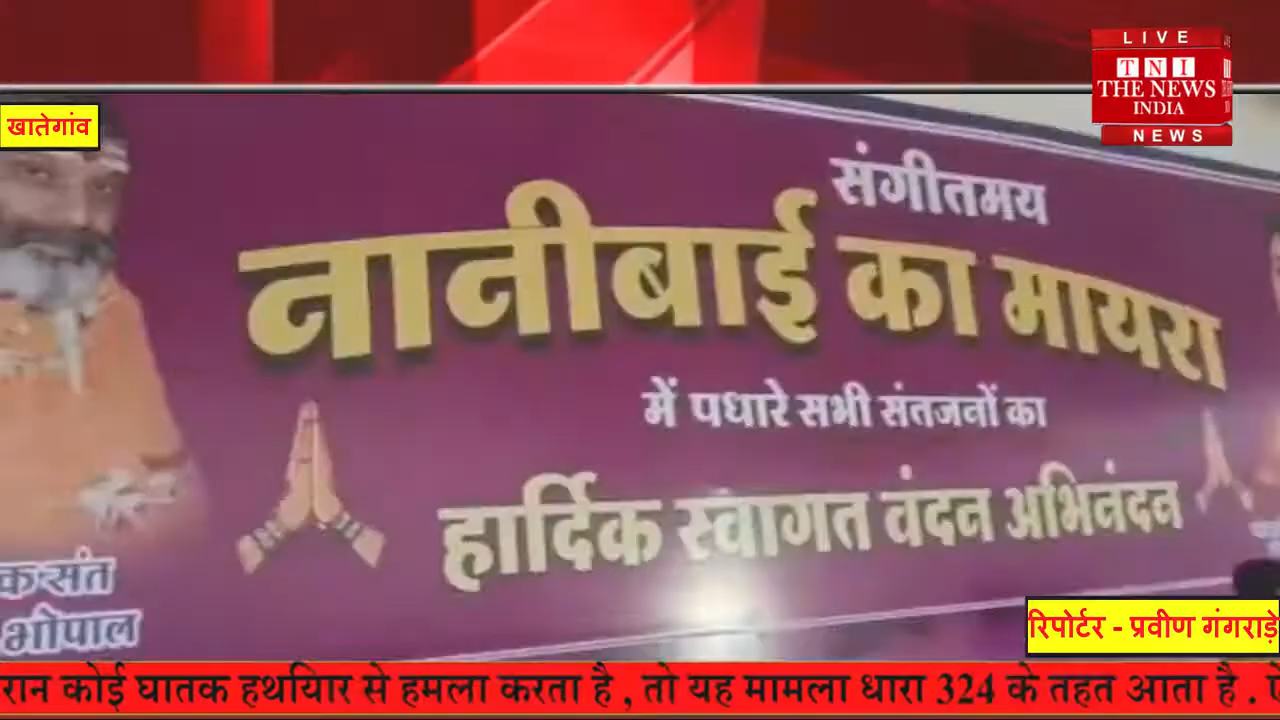 LIVE
TNI
THE NEWS
INDIA
NEWS
खातेगांव
संगीतमय
नानीबाई का मायरा
में पधारे सभी संतजनों का
हार्दिक स्वागत वंदन अभिनंदन
संत
भोपाल
रिपोर्टर - प्रवीण गंगराड़े
कोई घातक हथयिार से हमला करता है , तो यह मामला धारा 324 के तहत आता है .